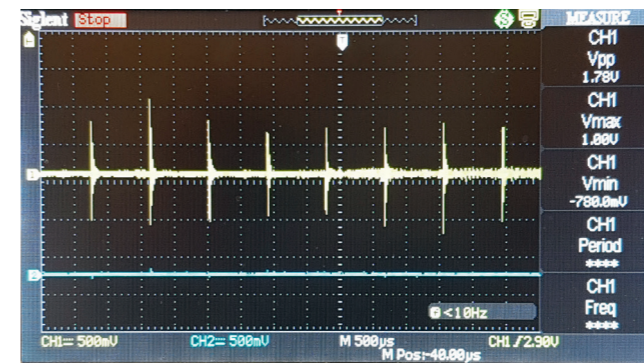 Siglent Stop
MEASURE
CH1
Vpp
1.78V
CH1
Vmax
1.00V
CH1
Vmin
-780.0mV
CH1
Period
****
CH1
Freq
****
<10Hz
CH1 500mV
CH2 500mV
M 500µs
CH1 2.90V
M Pos:-40.00µs